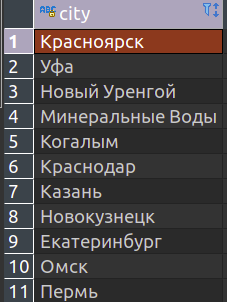 ABC city
1 Красноярск
2 Уфа
3 Новый Уренгой
4 Минеральные Воды
5 Когалым
6 Краснодар
7 Казань
8 Новокузнецк
9 Екатеринбург
10 Омск
11 Пермь